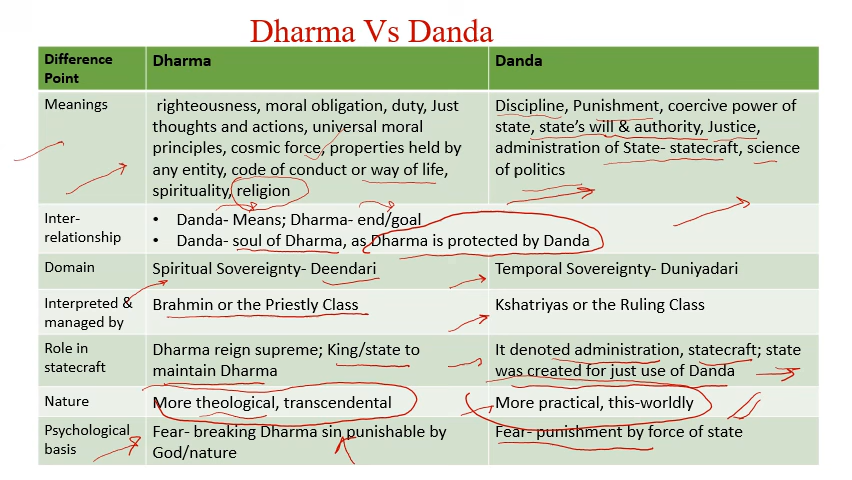 Dharma Vs Danda
Difference
Point
Dharma
Danda
Meanings
righteousness, moral obligation, duty, Just
thoughts and actions, universal moral
principles, cosmic force, properties held by
any entity, code of conduct or way of life,
spirituality, religion
Discipline, Punishment, coercive power of
state, state's will & authority, Justice,
administration of State- statecraft, science
of politics
Inter-
relationship
• Danda- Means; Dharma- end/goal
• Danda- soul of Dharma, as Dharma is protected by Danda
Domain
Spiritual Sovereignty- Deendari
Temporal Sovereignty- Duniyadari
Interpreted &
managed by
Brahmin or the Priestly Class
Kshatriyas or the Ruling Class
Role in
statecraft
Dharma reign supreme; King/state to
maintain Dharma
It denoted administration, statecraft; state
was created for just use of Danda
Nature
More theological, transcendental
More practical, this-worldly
Psychological
basis
Fear- breaking Dharma sin punishable by
God/nature
Fear- punishment by force of state